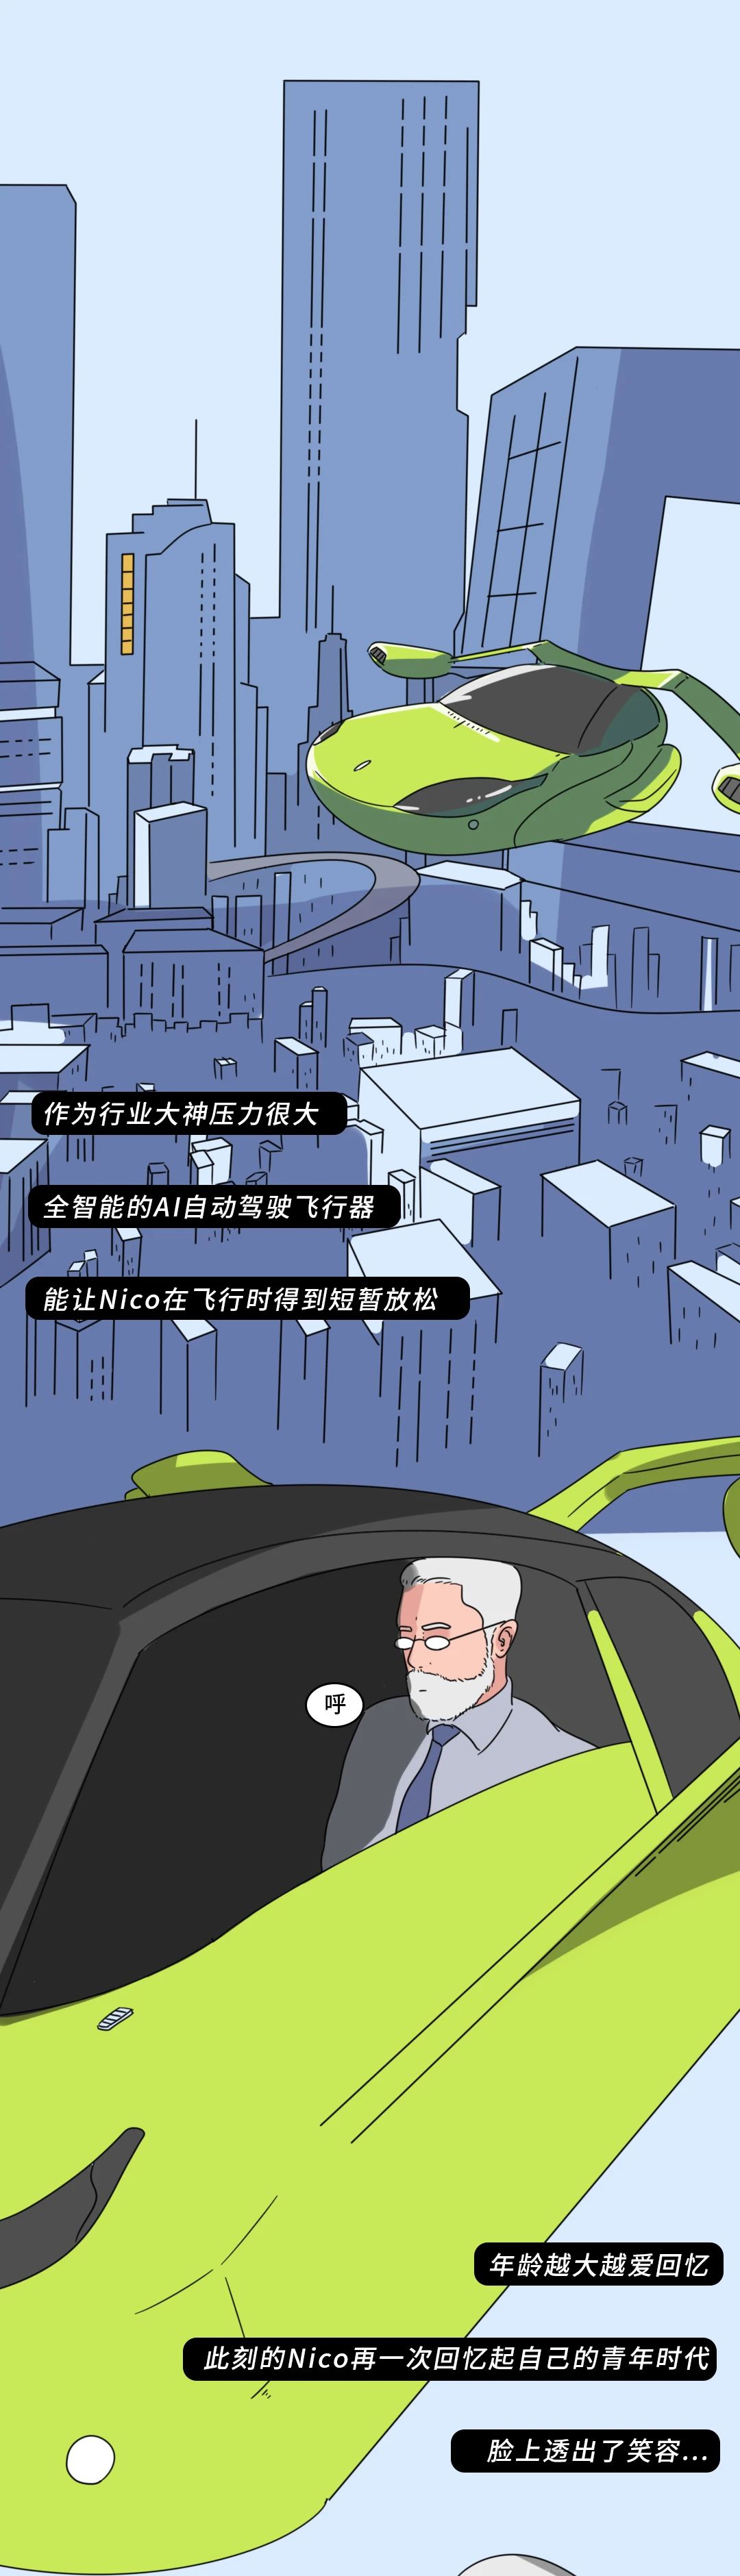 作为行业大神压力很大
全智能的AI自动驾驶飞行器
能让Nico在飞行时得到短暂放松
呼
年龄越大越爱回忆
此刻的Nico再一次回忆起自己的青年时代
脸上透出了笑容...